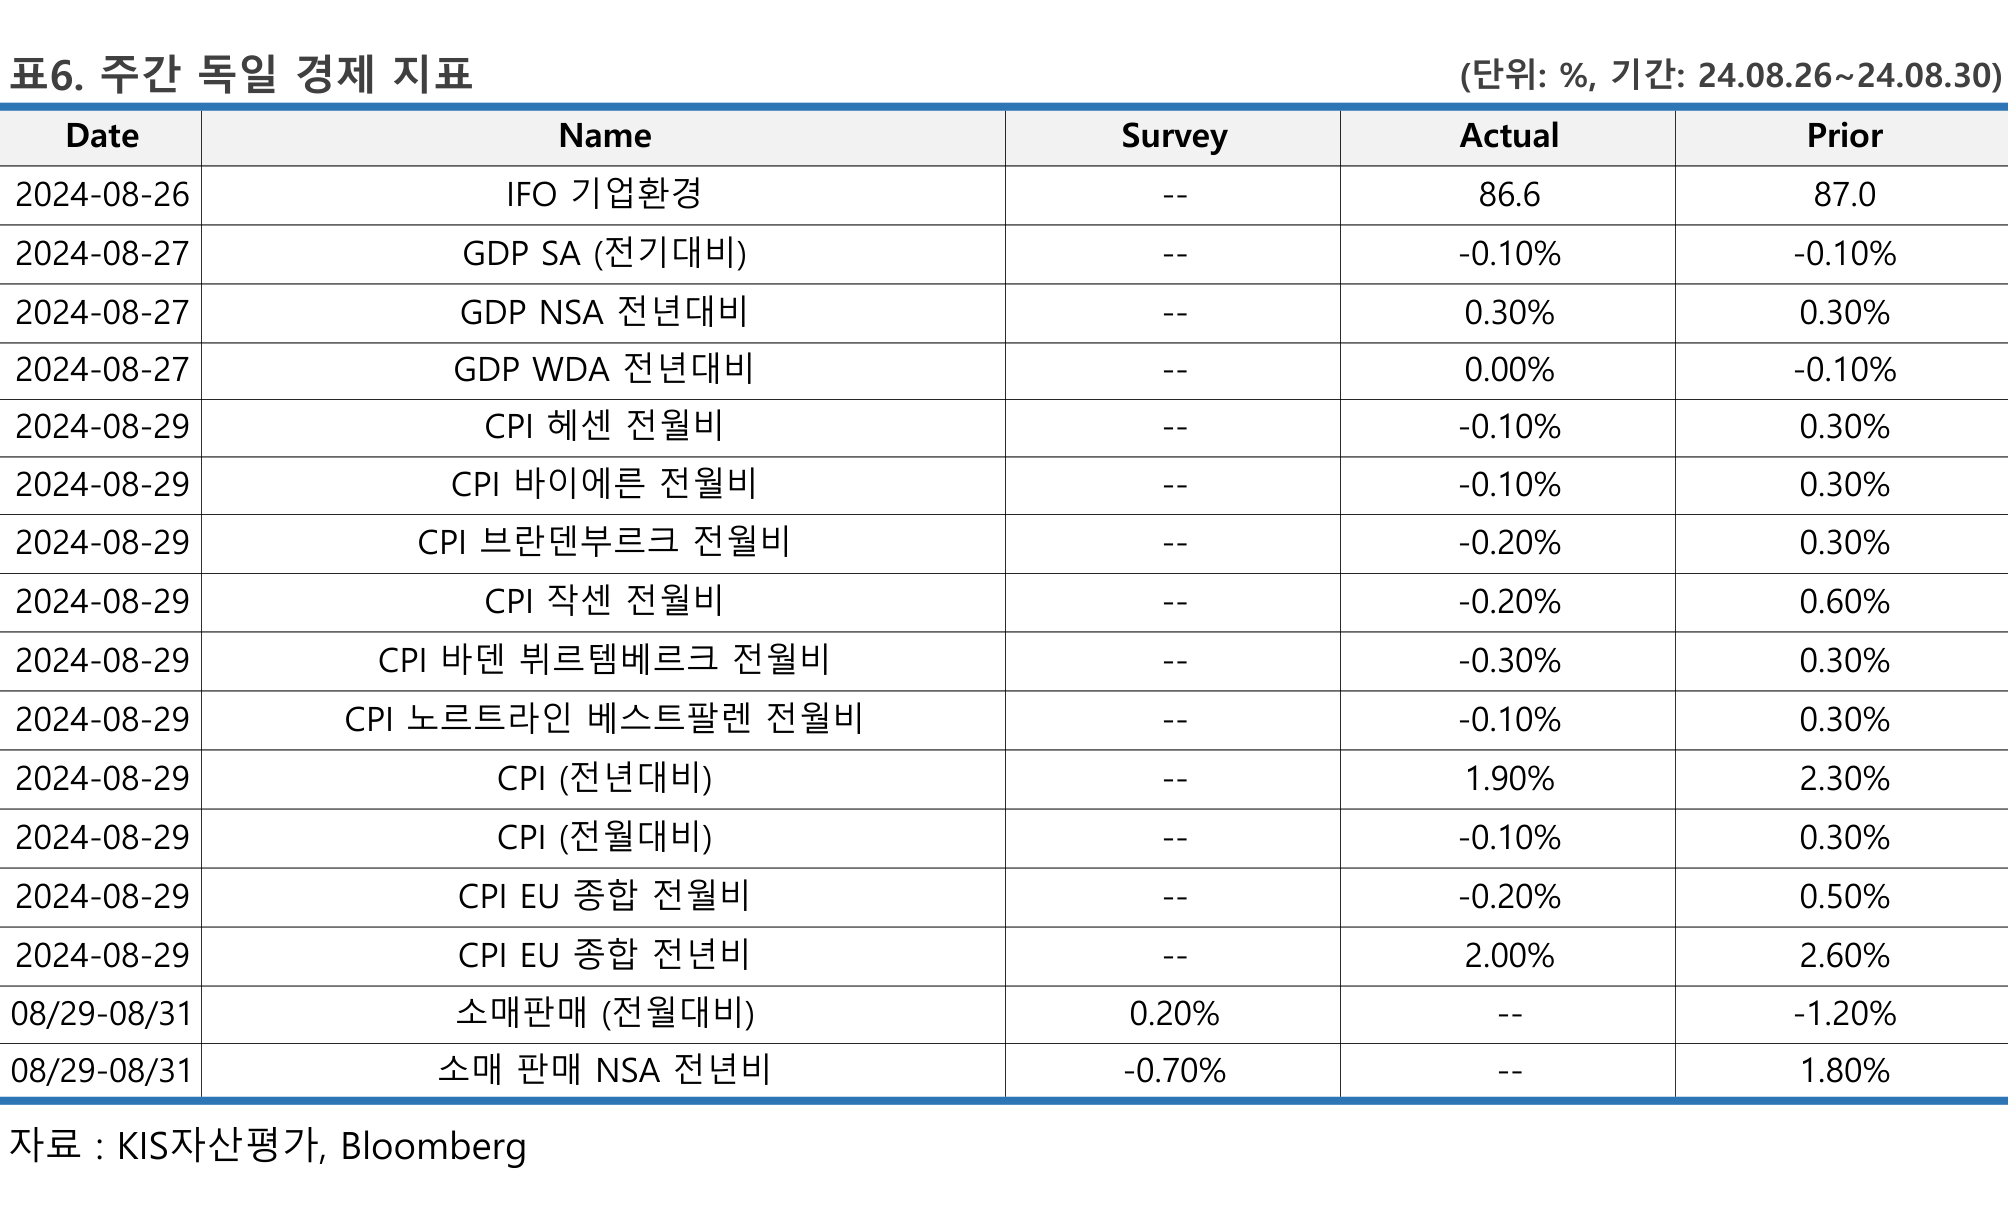 표6. 주간 독일 경제 지표 (단위: %, 기간: 24.08.26~24.08.30)
Date Name Survey Actual Prior
2024-08-26 IFO 기업환경 -- 86.6 87.0
2024-08-27 GDP SA (전기대비) -- -0.10% -0.10%
2024-08-27 GDP NSA 전년대비 -- 0.30% 0.30%
2024-08-27 GDP WDA 전년대비 -- 0.00% -0.10%
2024-08-29 CPI 헤센 전월비 -- -0.10% 0.30%
2024-08-29 CPI 바이에른 전월비 -- -0.10% 0.30%
2024-08-29 CPI 브란덴부르크 전월비 -- -0.20% 0.30%
2024-08-29 CPI 작센 전월비 -- -0.20% 0.60%
2024-08-29 CPI 바덴 뷔르템베르크 전월비 -- -0.30% 0.30%
2024-08-29 CPI 노르트라인 베스트팔렌 전월비 -- -0.10% 0.30%
2024-08-29 CPI (전년대비) -- 1.90% 2.30%
2024-08-29 CPI (전월대비) -- -0.10% 0.30%
2024-08-29 CPI EU 종합 전월비 -- -0.20% 0.50%
2024-08-29 CPI EU 종합 전년비 -- 2.00% 2.60%
08/29-08/31 소매판매 (전월대비) 0.20% -- -1.20%
08/29-08/31 소매 판매 NSA 전년비 -0.70% -- 1.80%
자료 : KIS자산평가, Bloomberg